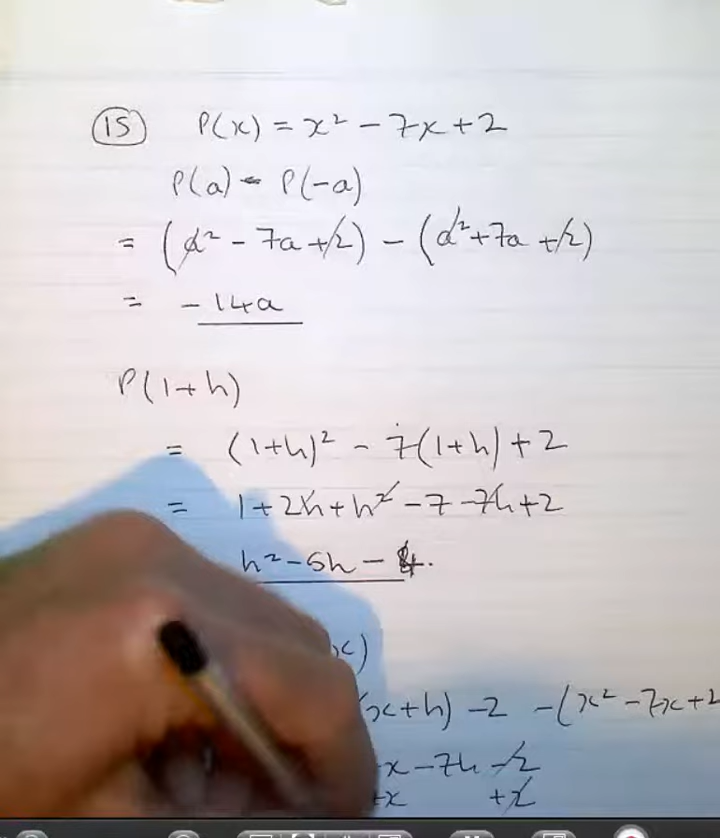 15 P(x) = x² - 7x + 2
P(a) - P(-a)
= (a² - 7a + 2) - (a² + 7a + 2)
= - 14a
P(1+h)
= (1+h)² - 7(1+h) + 2
= 1 + 2h + h² - 7 - 7h + 2
h² - 5h - 4.
x)
(x+h) - 2 - (x² - 7x + 2
x - 7h - 2
+x +2